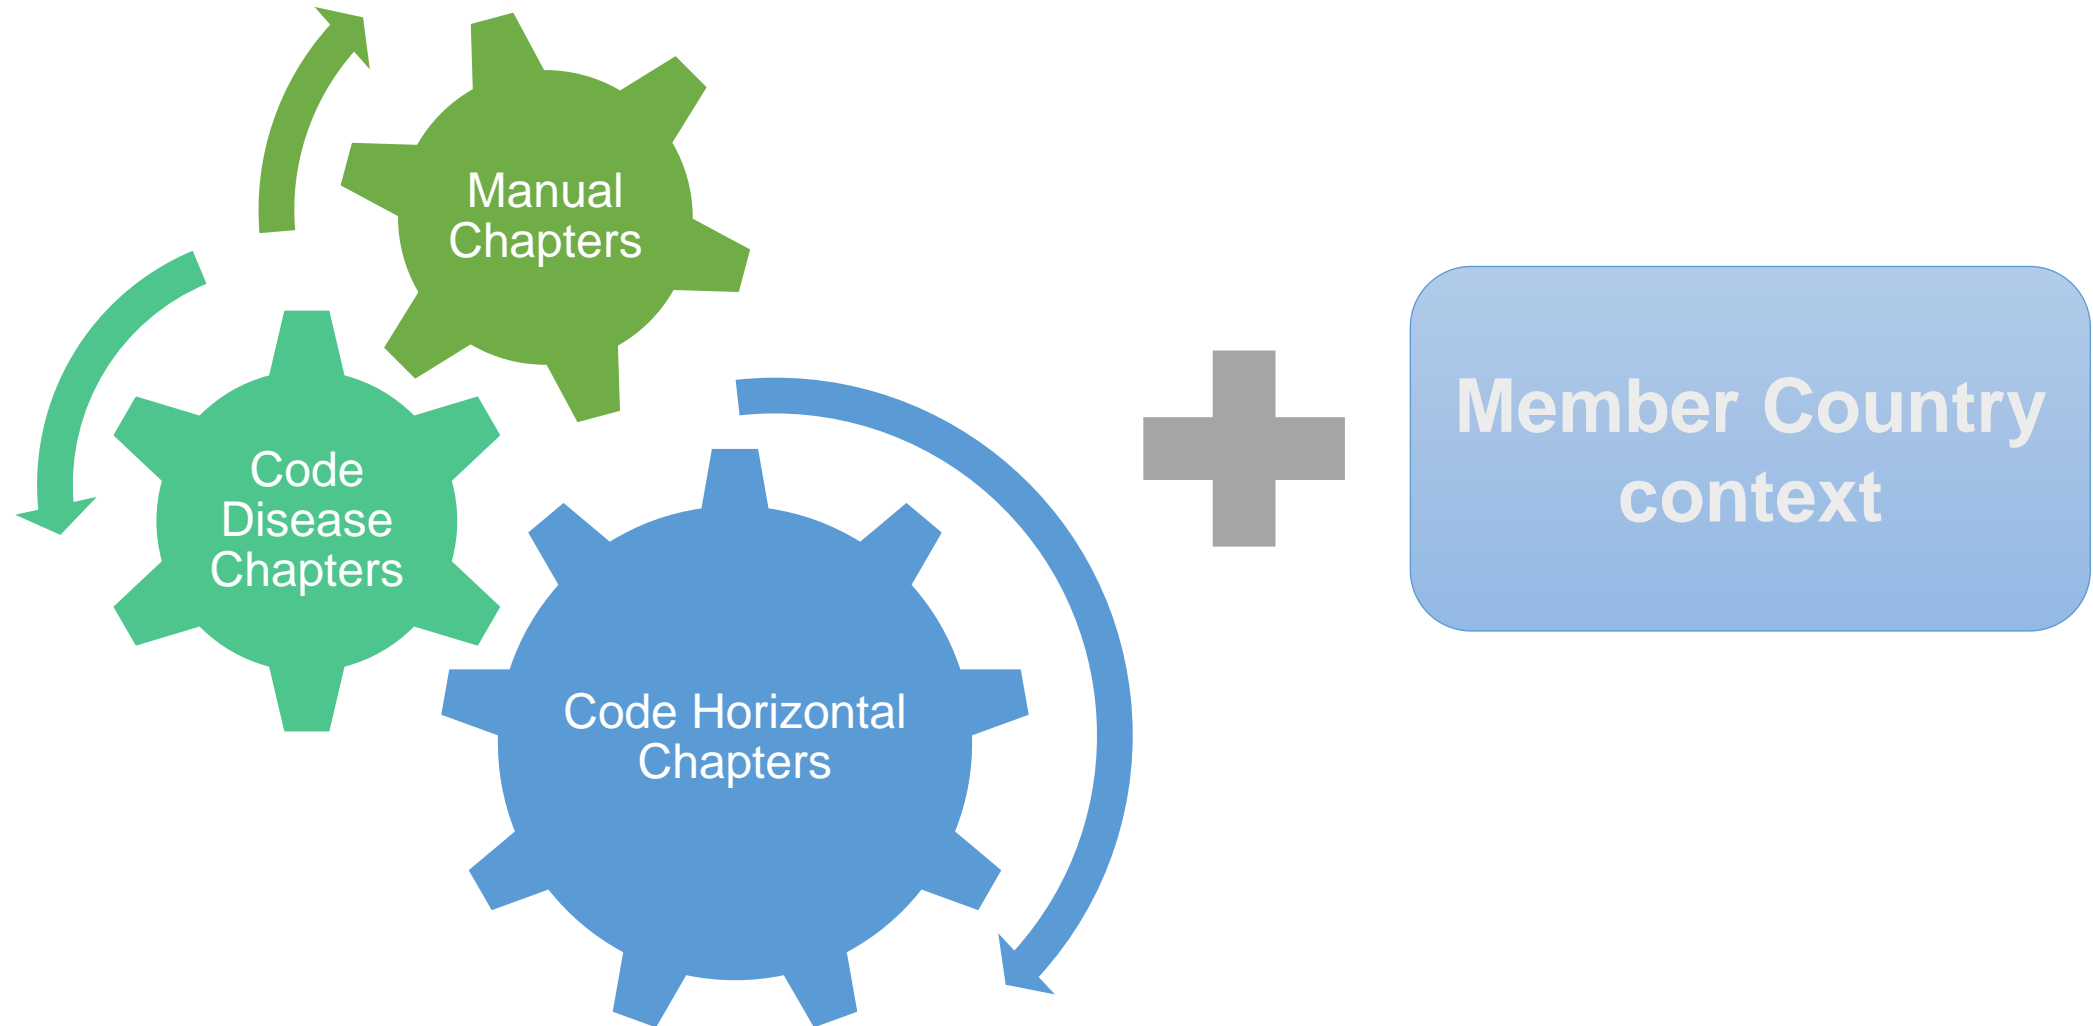 Manual
Chapters
Code
Disease
Chapters
Code Horizontal
Chapters
Member Country
context